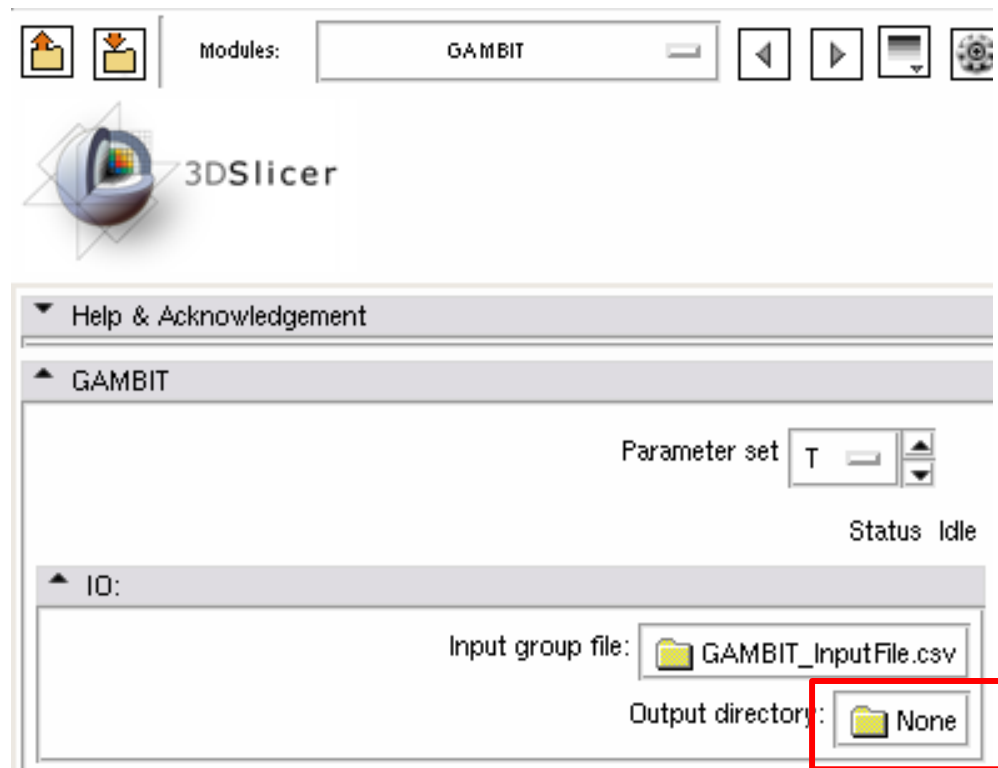 Modules: GAMBIT
3DSlicer
Help & Acknowledgement
GAMBIT
Parameter set T
Status Idle
IO:
Input group file: GAMBIT_InputFile.csv
Output directory: None